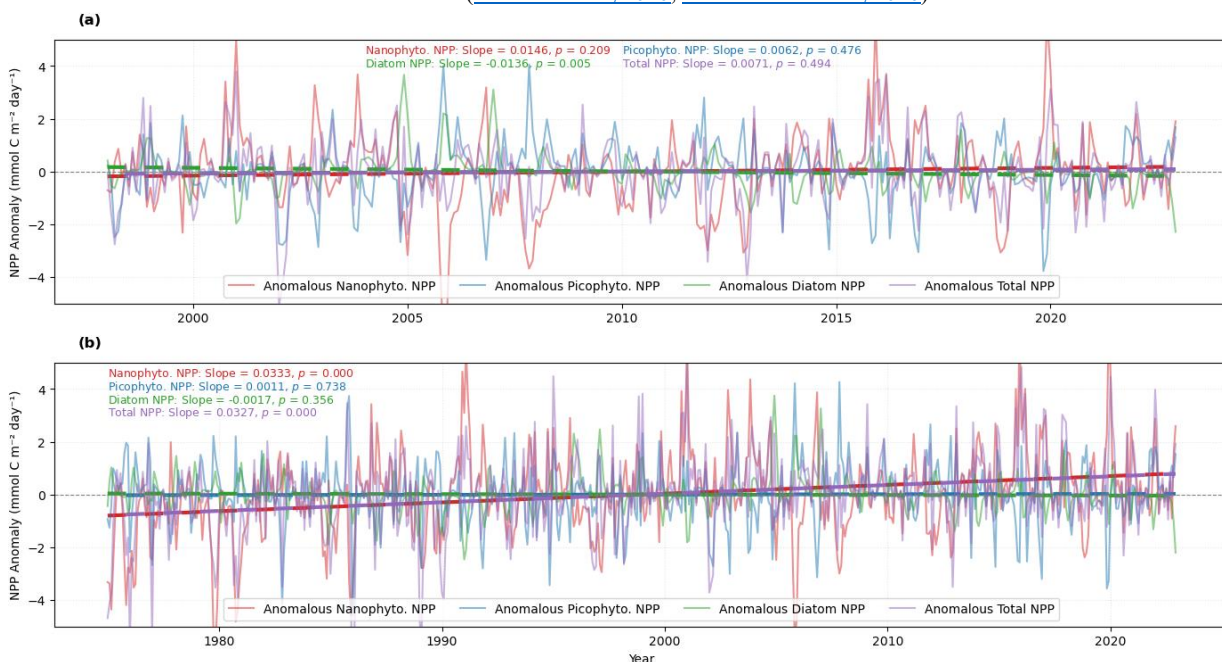 (a)
Nanophyto. NPP: Slope = 0.0146, p = 0.209 Picophyto. NPP: Slope = 0.0062, p = 0.476
Diatom NPP: Slope = -0.0136, p = 0.005 Total NPP: Slope = 0.0071, p = 0.494
NPP Anomaly (mmol C m⁻² day⁻¹)
4
2
0
−2
−4
Anomalous Nanophyto. NPP Anomalous Picophyto. NPP Anomalous Diatom NPP Anomalous Total NPP
2000 2005 2010 2015 2020
(b)
Nanophyto. NPP: Slope = 0.0333, p = 0.000
Picophyto. NPP: Slope = 0.0011, p = 0.738
Diatom NPP: Slope = -0.0017, p = 0.356
Total NPP: Slope = 0.0327, p = 0.000
NPP Anomaly (mmol C m⁻² day⁻¹)
4
2
0
−2
−4
Anomalous Nanophyto. NPP Anomalous Picophyto. NPP Anomalous Diatom NPP Anomalous Total NPP
1980 1990 2000 2010 2020
Year